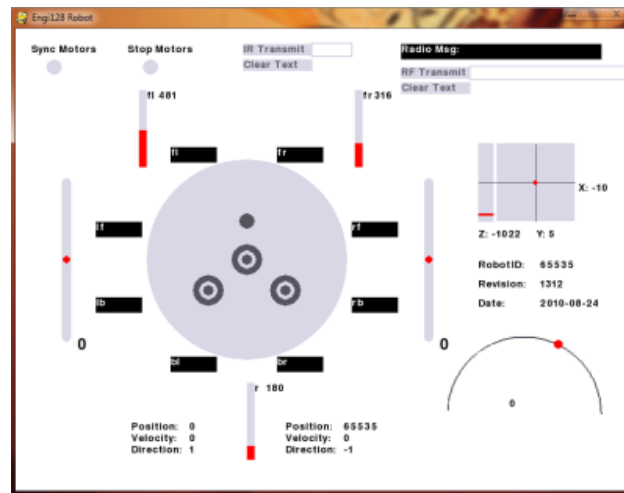 Engi128 Robot
Sync Motors
Stop Motors
IR Transmit
Clear Text
Radio Msg:
RF Transmit
Clear Text
fl 481
fr 316
fl
fr
lf
rf
lb
rb
bl
br
X: -10
Z: -1022 Y: 5
RobotID: 65535
Revision: 1312
Date: 2010-08-24
0
0
0
r 180
Position: 0
Velocity: 0
Direction: 1
Position: 65535
Velocity: 0
Direction: -1